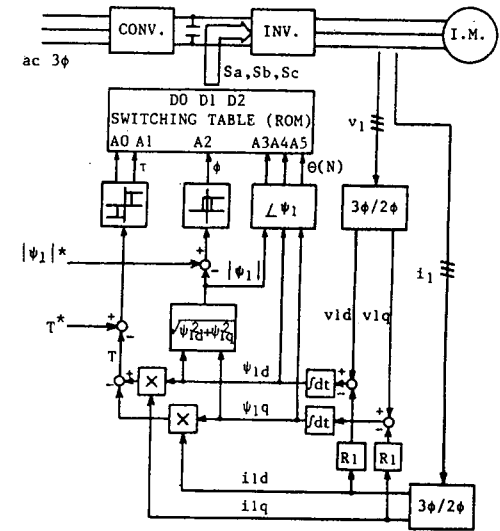 CONV.
INV.
I.M.
ac 3ϕ
Sa,Sb,Sc
DO D1 D2
SWITCHING TABLE (ROM)
A0 A1 A2 A3A4A5
τ ϕ Θ(N)
v1
∠ψ1
3ϕ/2ϕ
|ψ1|*
+
-
|ψ1|
i1
v1d v1q
T*
+
-
√ψ1d²+ψ1q²
T
ψ1d
∫dt
+
-
+
-
×
ψ1q
∫dt
+
-
×
R1 R1
i1d
i1q
3ϕ/2ϕ